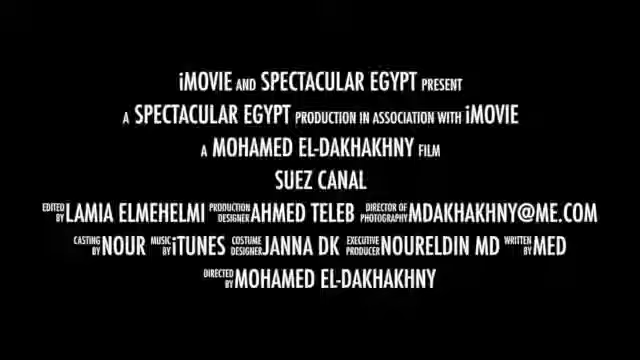 iMOVIE AND SPECTACULAR EGYPT PRESENT
A SPECTACULAR EGYPT PRODUCTION IN ASSOCIATION WITH iMOVIE
A MOHAMED EL-DAKHAKHNY FILM
SUEZ CANAL
EDITED BY LAMIA ELMEHELMI PRODUCTION DESIGNER AHMED TELEB DIRECTOR OF PHOTOGRAPHY MDAKHAKHNY@ME.COM
CASTING BY NOUR MUSIC BY iTUNES COSTUME DESIGNER JANNA DK EXECUTIVE PRODUCER NOURELDIN MD WRITTEN BY MED
DIRECTED BY MOHAMED EL-DAKHAKHNY